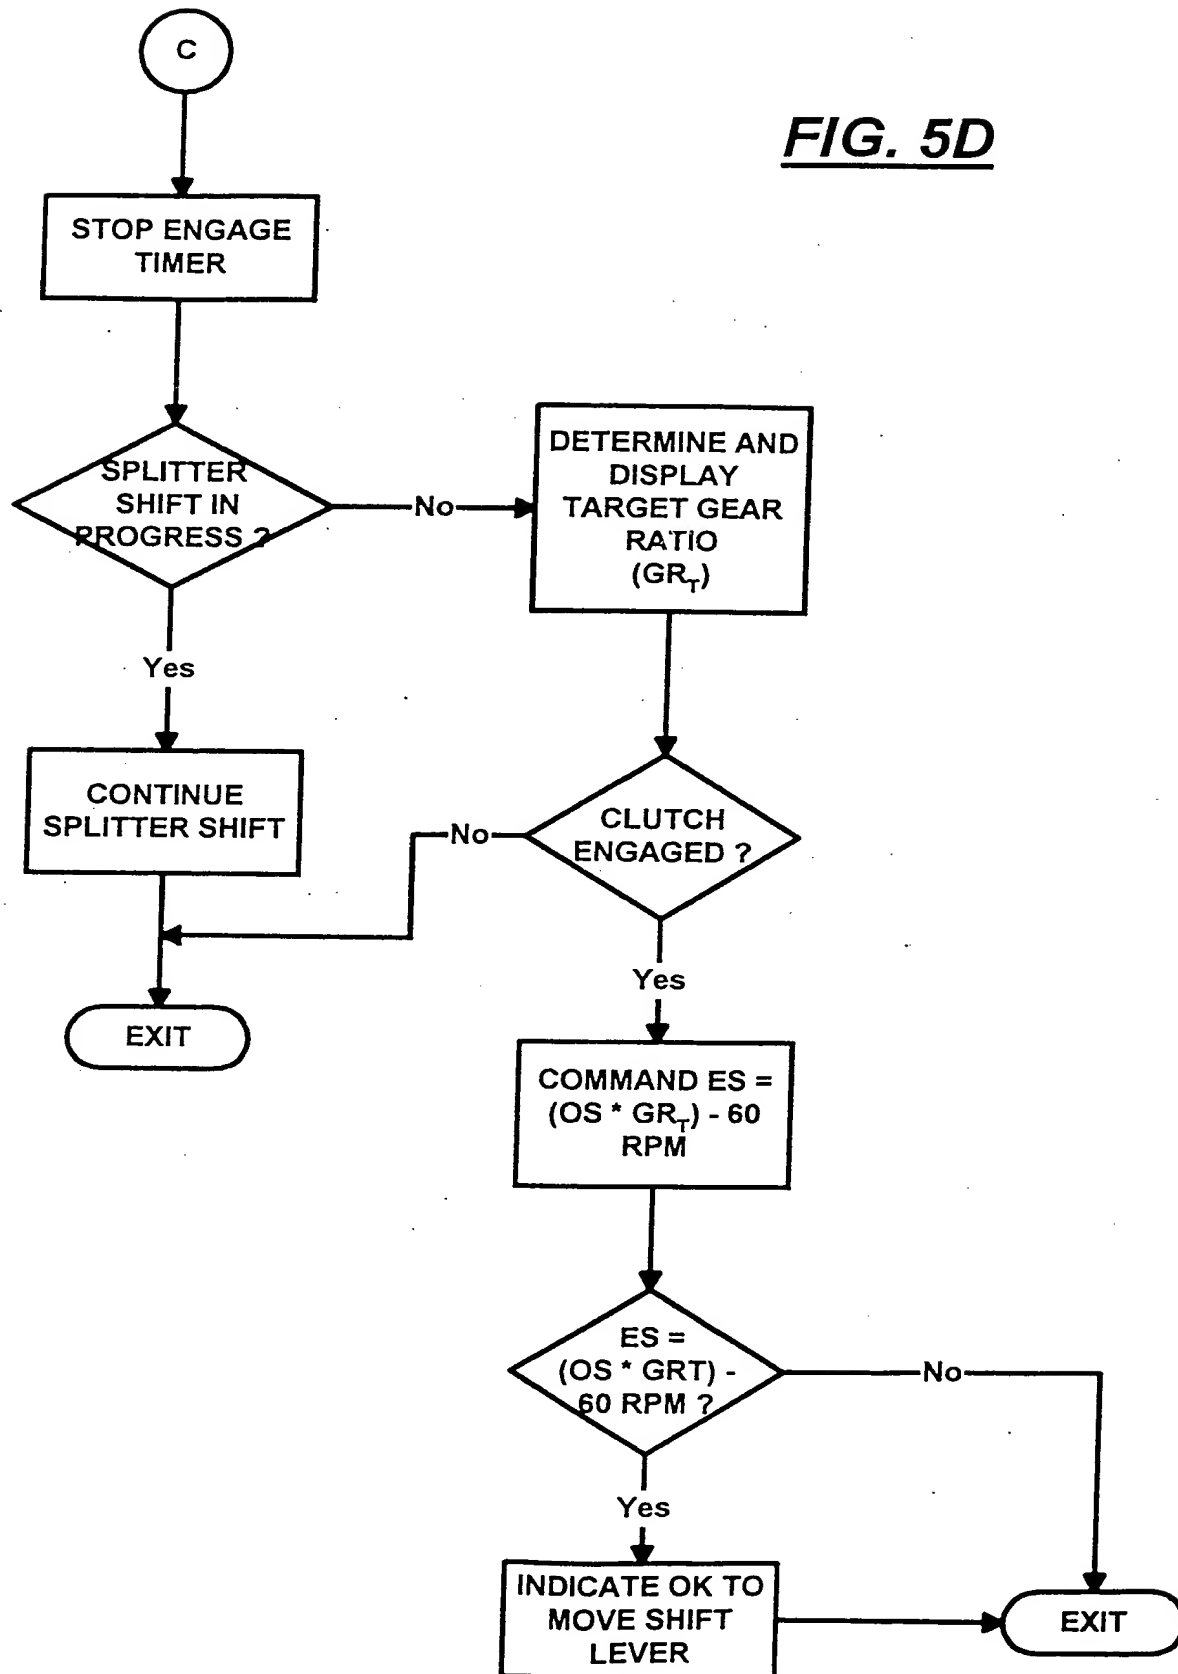 C
FIG. 5D
STOP ENGAGE
TIMER
SPLITTER
SHIFT IN
PROGRESS ?
No
DETERMINE AND
DISPLAY
TARGET GEAR
RATIO
(GR_T)
Yes
CONTINUE
SPLITTER SHIFT
No
CLUTCH
ENGAGED ?
EXIT
Yes
COMMAND ES =
(OS * GR_T) - 60
RPM
ES =
(OS * GRT) -
60 RPM ?
No
Yes
INDICATE OK TO
MOVE SHIFT
LEVER
EXIT